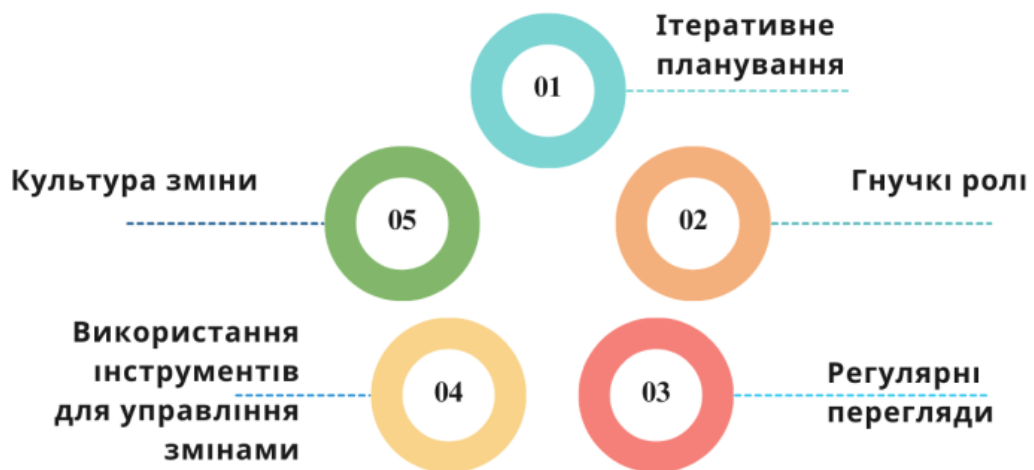 01
Ітеративне
планування
02
Гнучкі ролі
03
Регулярні
перегляди
04
Використання
інструментів
для управління
змінами
05
Культура зміни